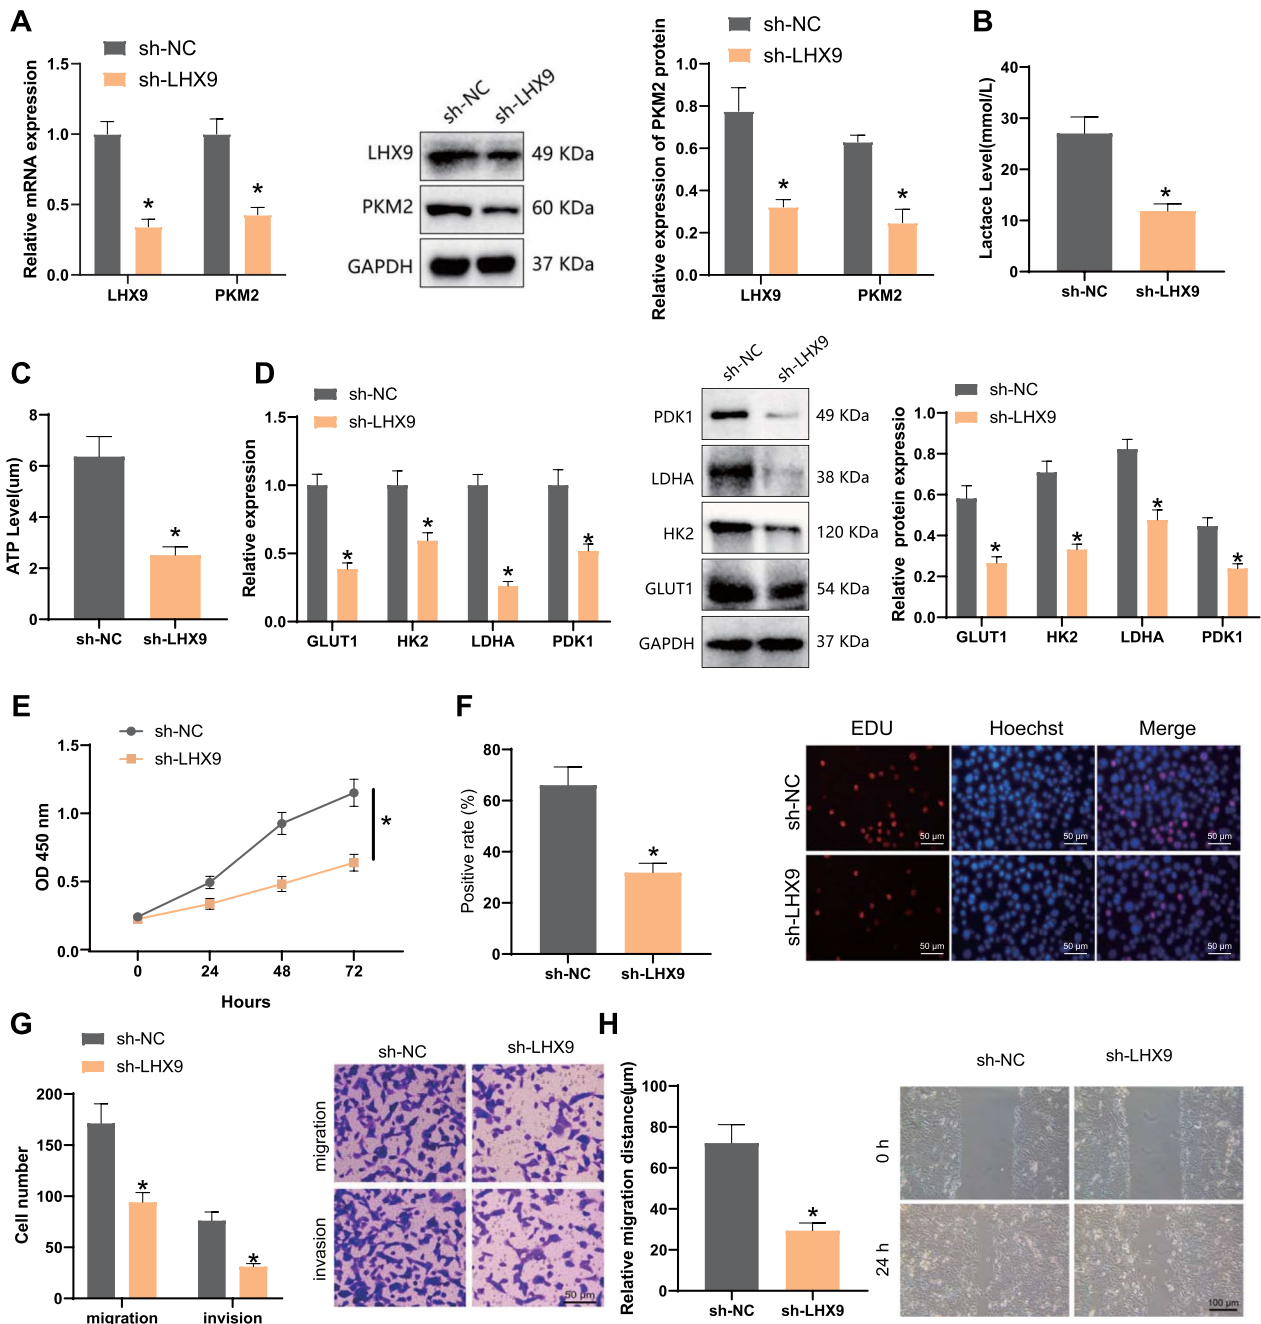 A
sh-NC
sh-LHX9
Relative mRNA expression
1.5
1.0
0.5
0.0
LHX9
PKM2
sh-NC
sh-LHX9
LHX9
49 KDa
PKM2
60 KDa
GAPDH
37 KDa
sh-NC
sh-LHX9
Relative expression of PKM2 protein
1.0
0.8
0.6
0.4
0.2
0.0
*
*
*
*
LHX9
PKM2
B
Lactace Level(mmol/L)
40
30
20
10
0
*
sh-NC
sh-LHX9
C
ATP Level(um)
8
6
4
2
0
*
sh-NC
sh-LHX9
D
sh-NC
sh-LHX9
Relative expression
1.5
1.0
0.5
0.0
*
*
*
*
GLUT1
HK2
LDHA
PDK1
sh-NC
sh-LHX9
PDK1
49 KDa
LDHA
38 KDa
HK2
120 KDa
GLUT1
54 KDa
GAPDH
37 KDa
sh-NC
sh-LHX9
Relative protein expressio
1.0
0.8
0.6
0.4
0.2
0.0
*
*
*
*
GLUT1
HK2
LDHA
PDK1
E
sh-NC
sh-LHX9
OD 450 nm
1.5
1.0
0.5
0.0
*
0
24
48
72
Hours
F
Positive rate (%)
80
60
40
20
0
*
sh-NC
sh-LHX9
EDU
Hoechst
Merge
sh-NC
50 μm
50 μm
50 μm
sh-LHX9
50 μm
50 μm
50 μm
G
sh-NC
sh-LHX9
Cell number
200
150
100
50
0
*
*
migration
invision
sh-NC
sh-LHX9
migration
invasion
50 μm
H
Relative migration distance(μm)
100
80
60
40
20
0
*
sh-NC
sh-LHX9
sh-NC
sh-LHX9
0 h
24 h
100 μm